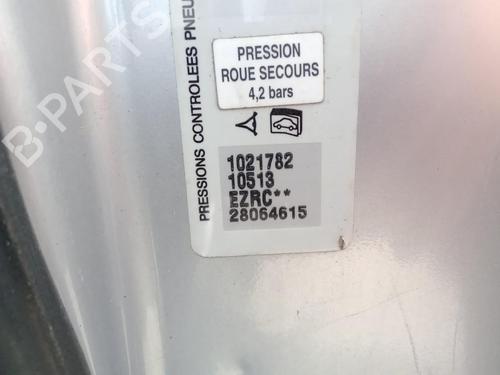 PRESSIONS CONTROLEES PNEU
PRESSION
ROUE SECOURS
4,2 bars
1021782
10513
EZRC**
28064615
B-PARTS